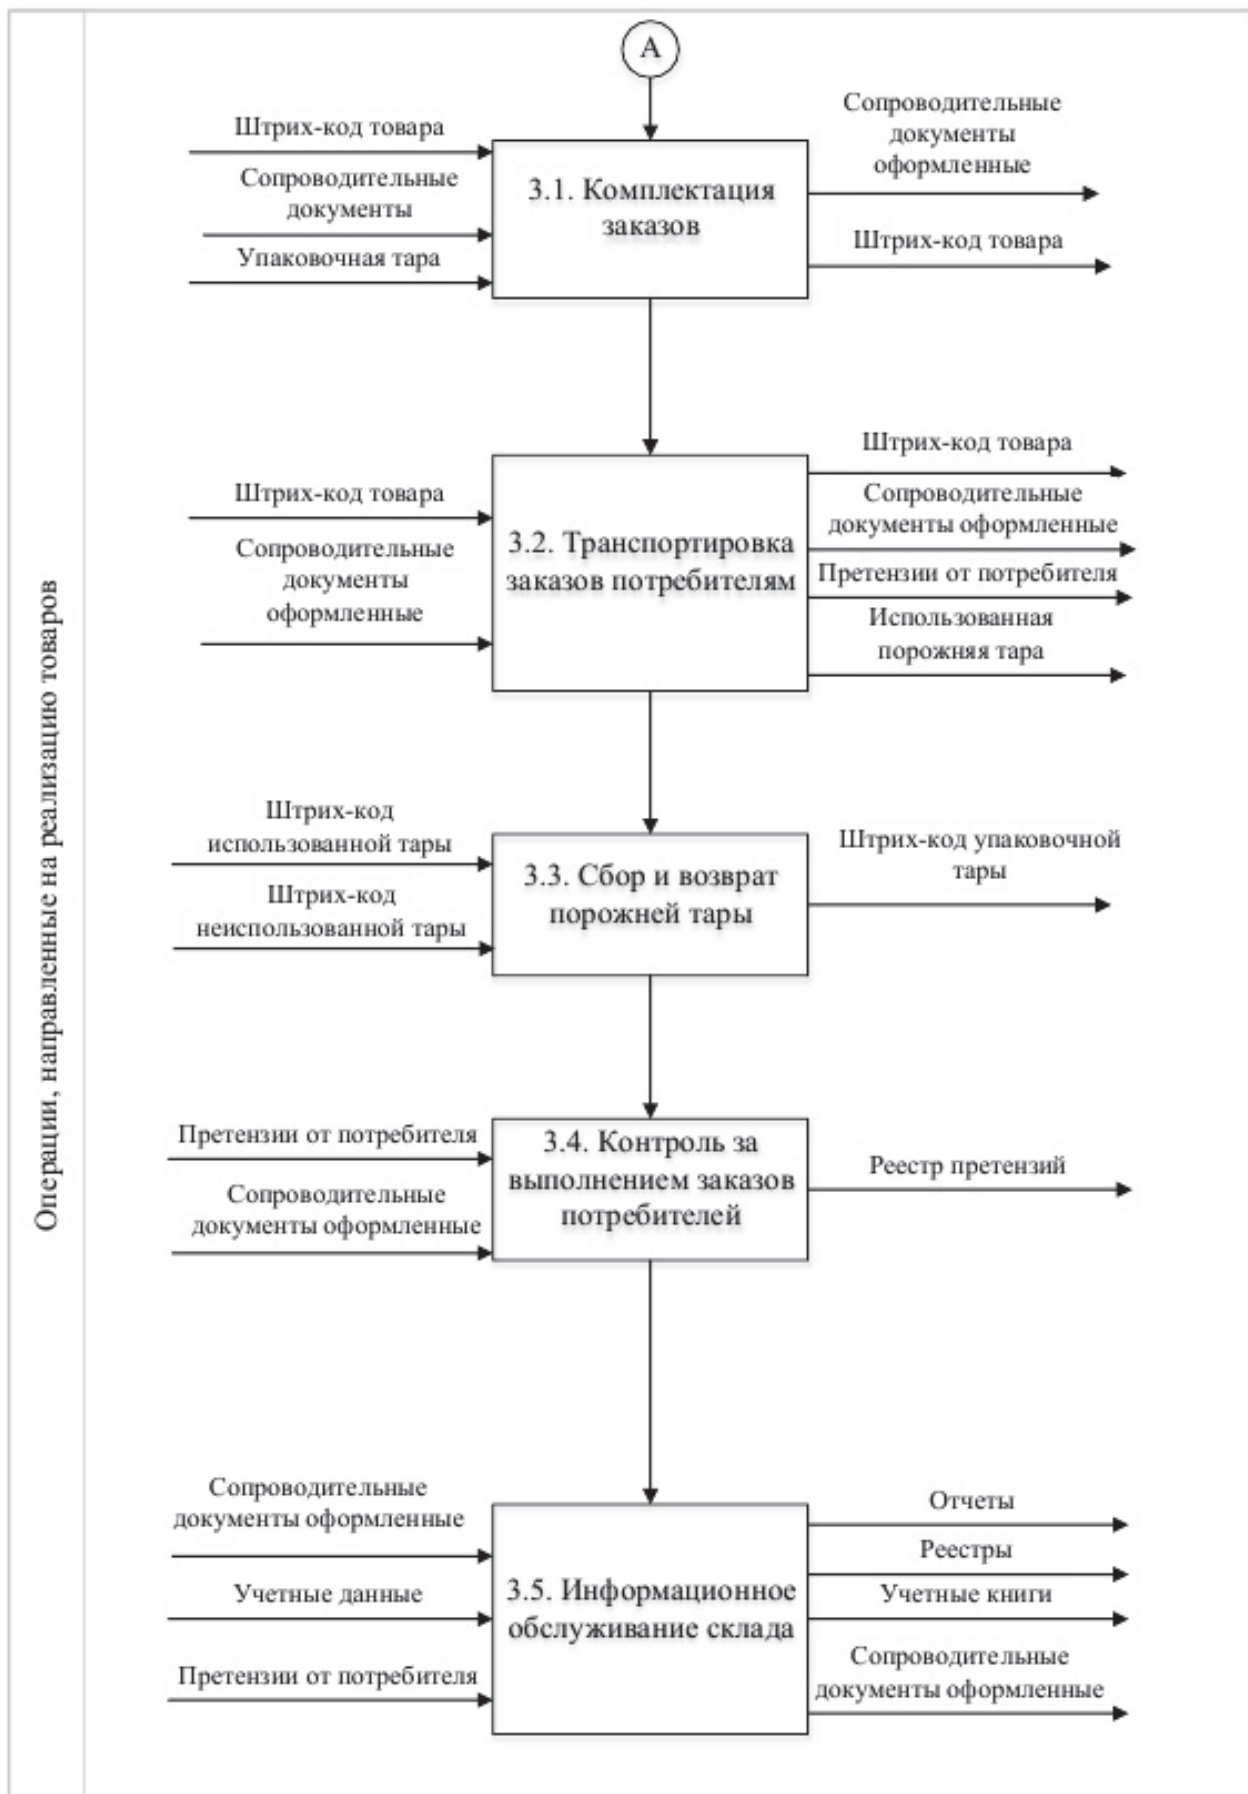 А
Штрих-код товара
Сопроводительные
документы
Упаковочная тара
3.1. Комплектация
заказов
Сопроводительные
документы
оформленные
Штрих-код товара
Штрих-код товара
Сопроводительные
документы
оформленные
3.2. Транспортировка
заказов потребителям
Штрих-код товара
Сопроводительные
документы оформленные
Претензии от потребителя
Использованная
порожняя тара
Штрих-код
использованной тары
Штрих-код
неиспользованной тары
3.3. Сбор и возврат
порожней тары
Штрих-код упаковочной
тары
Операции, направленные на реализацию товаров
Претензии от потребителя
Сопроводительные
документы оформленные
3.4. Контроль за
выполнением заказов
потребителей
Реестр претензий
Сопроводительные
документы оформленные
Учетные данные
Претензии от потребителя
3.5. Информационное
обслуживание склада
Отчеты
Реестры
Учетные книги
Сопроводительные
документы оформленные